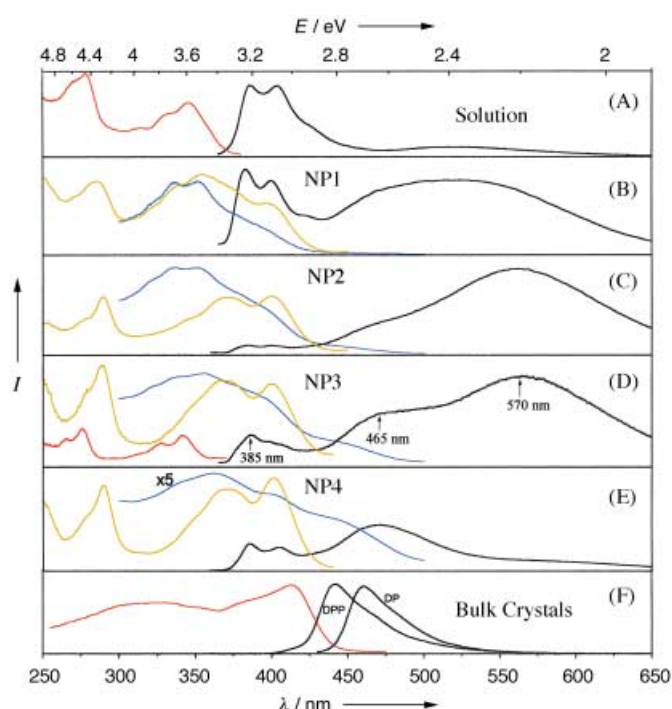 E / eV
4.8 4.4 4 3.6 3.2 2.8 2.4 2
(A)
Solution
NP1
(B)
NP2
(C)
NP3
(D)
570 nm
465 nm
385 nm
I
x5
NP4
(E)
(F)
DPP
DP
Bulk Crystals
250 300 350 400 450 500 550 600 650
λ / nm